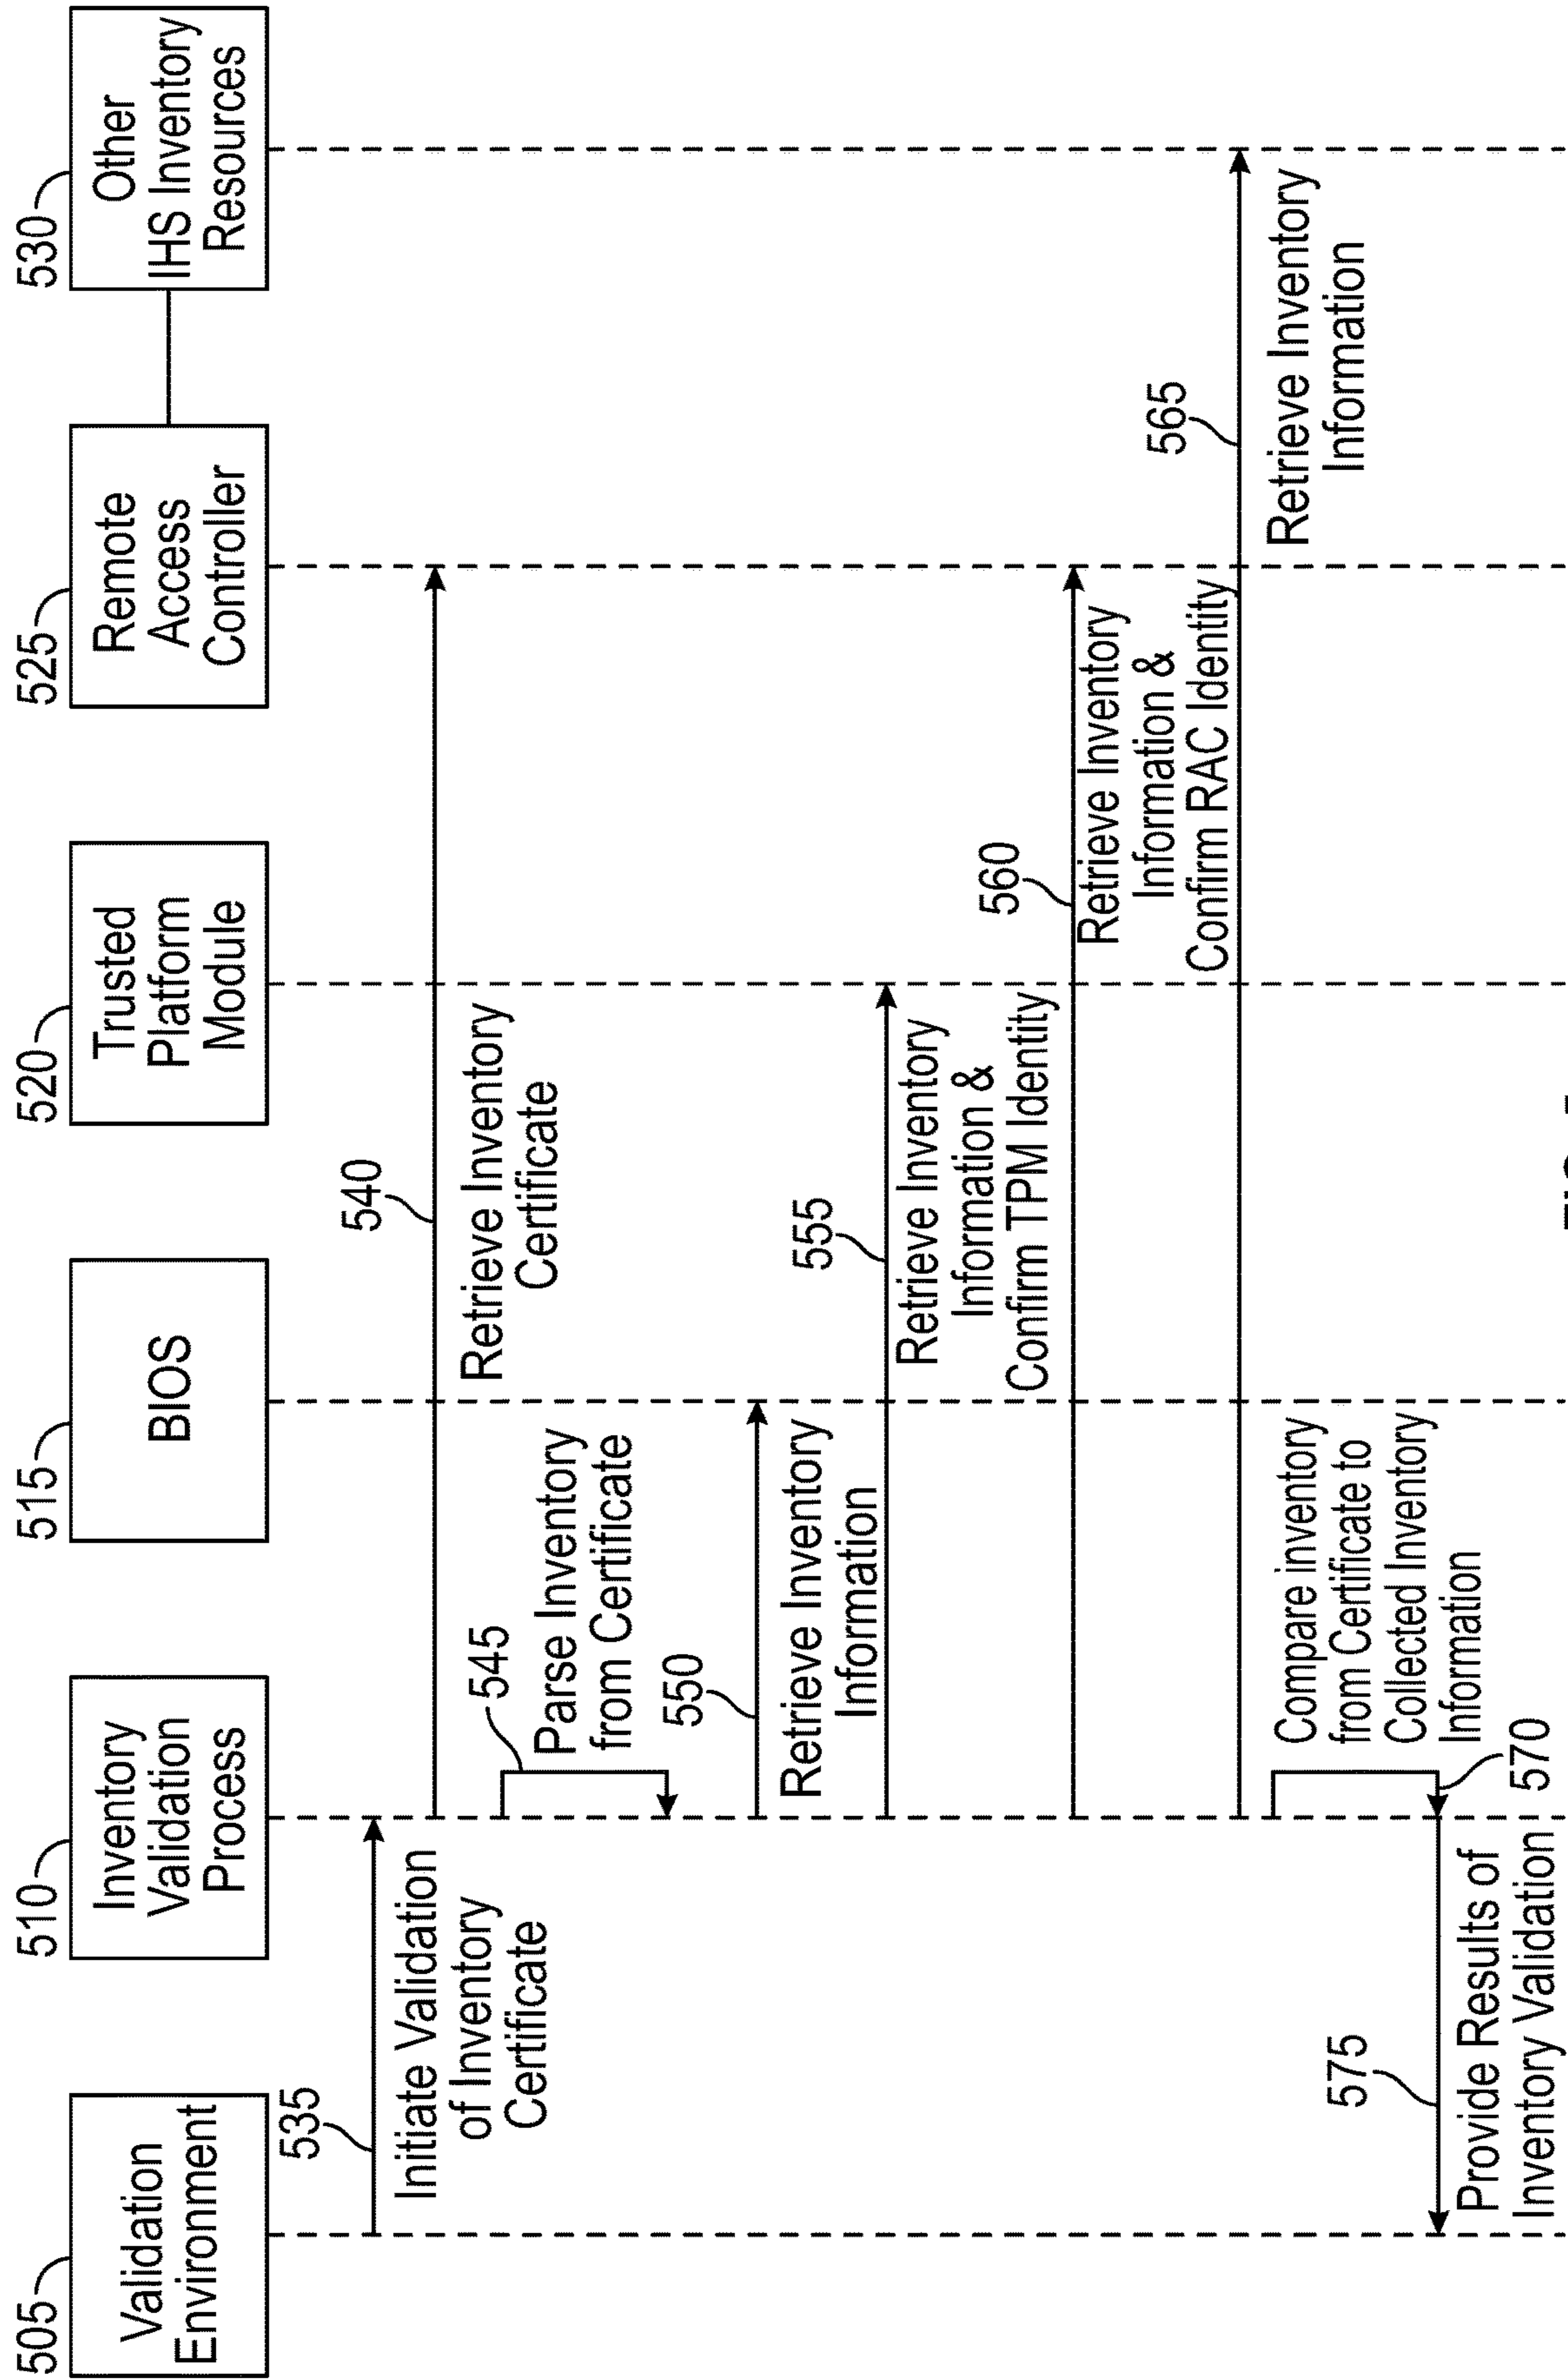 505
Validation
Environment
510
Inventory
Validation
Process
515
BIOS
520
Trusted
Platform
Module
525
Remote
Access
Controller
530
Other
IHS Inventory
Resources
535
Initiate Validation
of Inventory
Certificate
540
Retrieve Inventory
Certificate
545
Parse Inventory
from Certificate
550
Retrieve Inventory
Information
555
Retrieve Inventory
Information &
Confirm TPM Identity
560
Retrieve Inventory
Information &
Confirm RAC Identity
565
Retrieve Inventory
Information
Compare inventory
from Certificate to
Collected Inventory
Information
570
575
Provide Results of
Inventory Validation